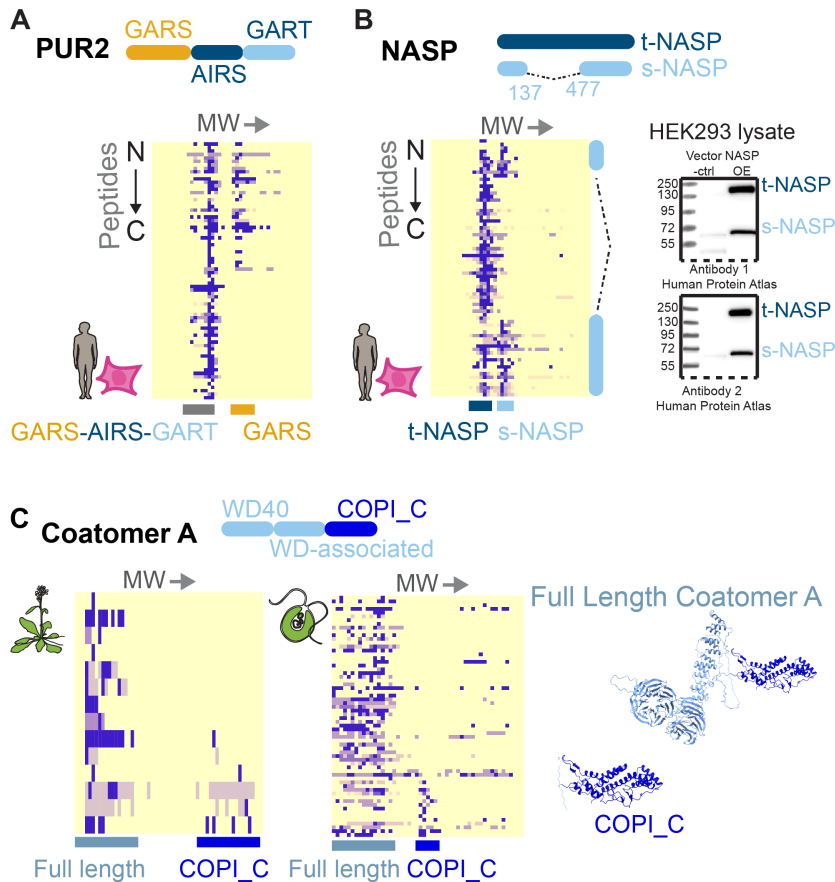 A
PUR2
GARS
GART
AIRS
MW
Peptides
N
C
GARS-AIRS-GART
GARS
B
NASP
t-NASP
s-NASP
137
477
MW
Peptides
N
C
t-NASP
s-NASP
HEK293 lysate
Vector NASP
-ctrl OE
250
130
95
72
55
t-NASP
s-NASP
Antibody 1
Human Protein Atlas
250
130
95
72
55
t-NASP
s-NASP
Antibody 2
Human Protein Atlas
C
Coatomer A
WD40
COPI_C
WD-associated
MW
Full length
COPI_C
MW
Full length
COPI_C
Full Length Coatomer A
COPI_C